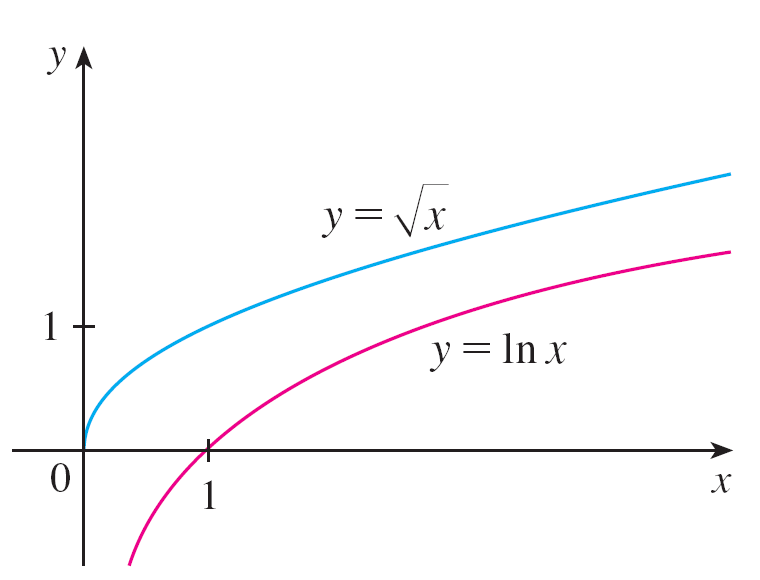 y
y = √x
1
y = ln x
0
1
x